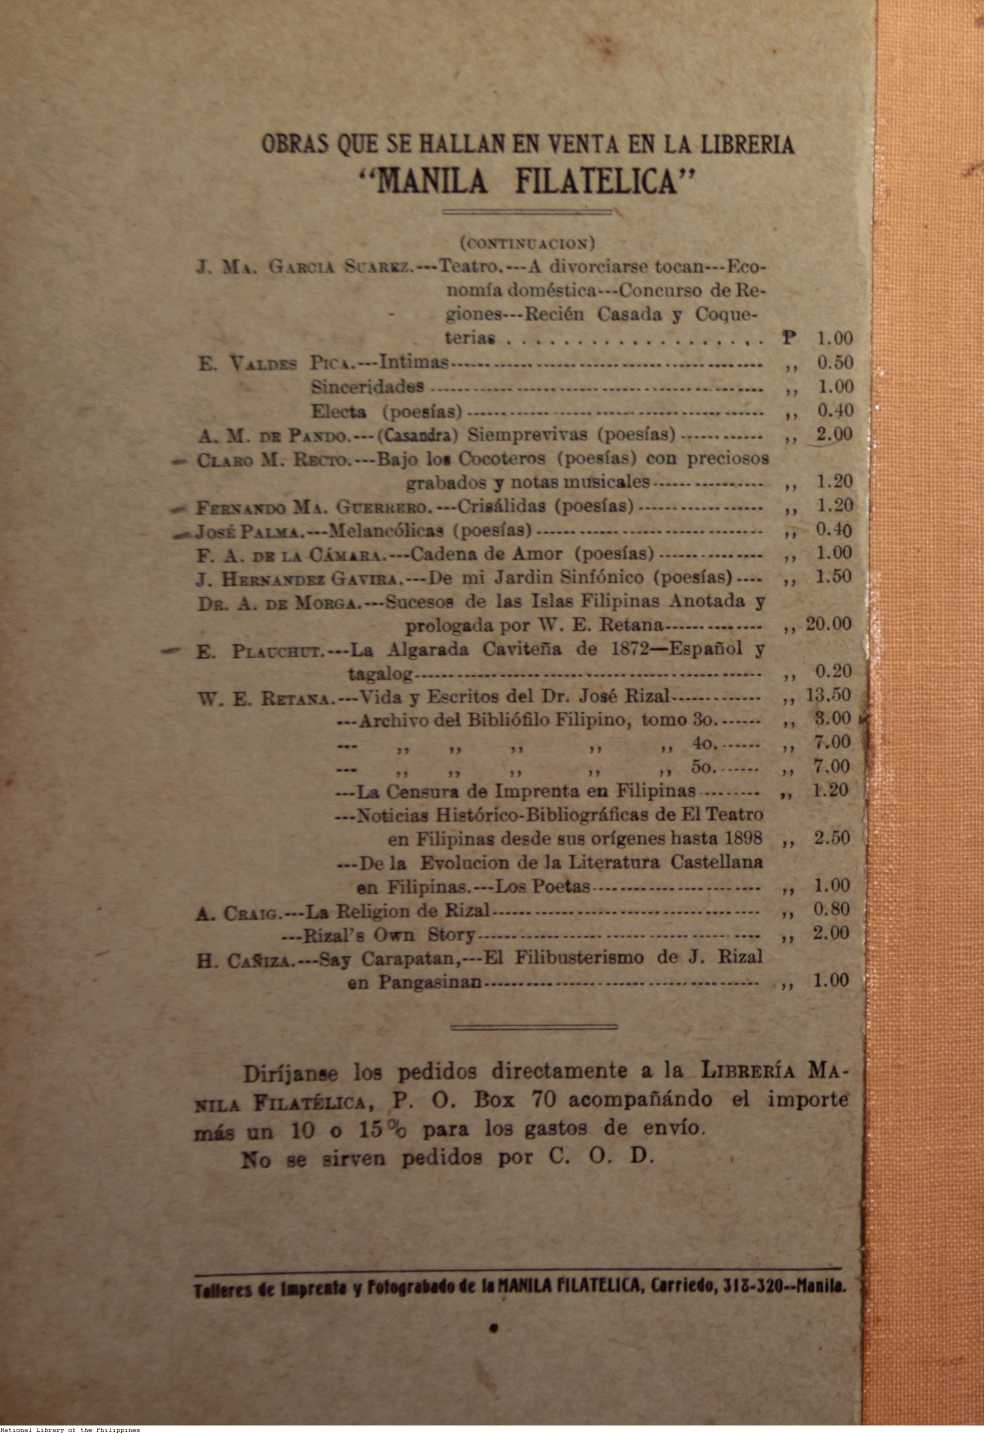 OBRAS QUE SE HALLAN EN VENTA EN LA LIBRERIA
“MANILA FILATELICA”
(CONTINUACION)
J. MA. GARCIA SUAREZ.---Teatro.---A divorciarse tocan---Eco-
nomía doméstica---Concurso de Re-
giones---Recién Casada y Coque-
terias . . . . . . . . . . . . . . . . . . . ₱ 1.00
E. VALDES PICA.---Intimas--------------------------------------------- ,, 0.50
Sinceridades ------------------------------------------------ ,, 1.00
Electa (poesías) ------------------------------------------- ,, 0.40
A. M. DE PANDO.---(Casandra) Siemprevivas (poesías) ------------ ,, 2.00
CLARO M. RECTO.---Bajo los Cocoteros (poesías) con preciosos
grabados y notas musicales---------------- ,, 1.20
FERNANDO MA. GUERRERO.---Crisálidas (poesías) ------------------ ,, 1.20
JOSÉ PALMA.---Melancólicas (poesías) --------------------------------- ,, 0.40
F. A. DE LA CÁMARA.---Cadena de Amor (poesías) --------------- ,, 1.00
J. HERNANDEZ GAVIRA.---De mi Jardin Sinfónico (poesías) ---- ,, 1.50
DR. A. DE MORGA.---Sucesos de las Islas Filipinas Anotada y
prologada por W. E. Retana-------------- ,, 20.00
E. PLAUCHUT.---La Algarada Caviteña de 1872—Español y
tagalog-------------------------------------------------- ,, 0.20
W. E. RETANA.---Vida y Escritos del Dr. José Rizal------------- ,, 13.50
---Archivo del Bibliófilo Filipino, tomo 3o. ------ ,, 3.00
--- ,, ,, ,, ,, ,, 4o. ------ ,, 7.00
--- ,, ,, ,, ,, ,, 5o. ------ ,, 7.00
---La Censura de Imprenta en Filipinas --------- ,, 1.20
---Noticias Histórico-Bibliográficas de El Teatro
en Filipinas desde sus orígenes hasta 1898 ,, 2.50
---De la Evolucion de la Literatura Castellana
en Filipinas.---Los Poetas------------------------ ,, 1.00
A. CRAIG.---La Religion de Rizal-------------------------------------- ,, 0.80
---Rizal's Own Story---------------------------------------- ,, 2.00
H. CAÑIZA.---Say Carapatan,---El Filibusterismo de J. Rizal
en Pangasinan--------------------------------------- ,, 1.00
Diríjanse los pedidos directamente a la LIBRERÍA MA-
NILA FILATÉLICA, P. O. Box 70 acompañándo el importe
más un 10 o 15% para los gastos de envío.
No se sirven pedidos por C. O. D.
Talleres de Imprenta y Fotograbado de la MANILA FILATELICA, Carriedo, 318-320--Manila.
National Library of the Philippines